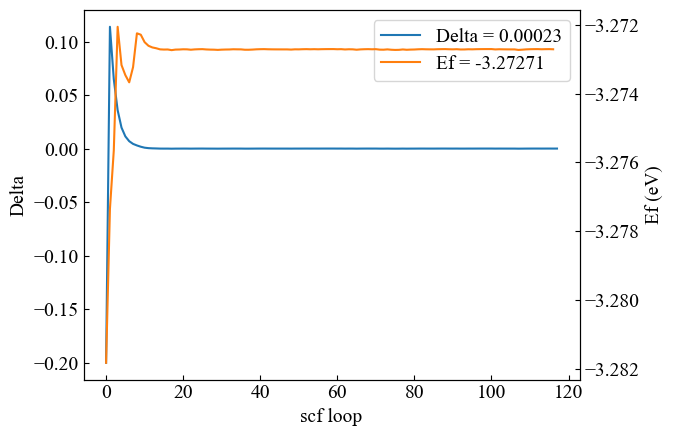 Delta = 0.00023
Ef = -3.27271
0.10
0.05
0.00
−0.05
−0.10
−0.15
−0.20
Delta
−3.272
−3.274
−3.276
−3.278
−3.280
−3.282
Ef (eV)
0 20 40 60 80 100 120
scf loop